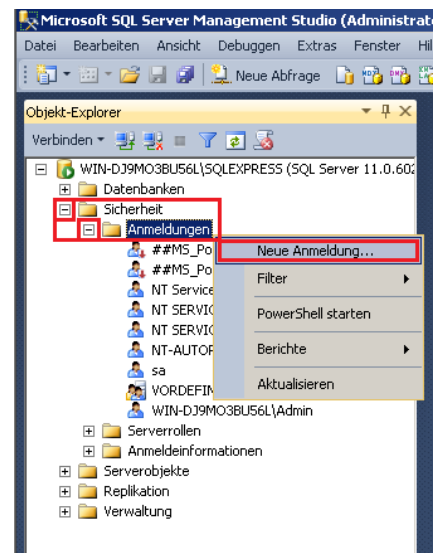 Microsoft SQL Server Management Studio (Administrat
Datei Bearbeiten Ansicht Debuggen Extras Fenster Hil
Neue Abfrage
Objekt-Explorer
Verbinden
WIN-DJ9MO3BU56L\SQLEXPRESS (SQL Server 11.0.602
Datenbanken
Sicherheit
Anmeldungen
##MS_Po
##MS_Po
NT Service
NT SERVIC
NT SERVIC
NT-AUTOR
sa
VORDEFIN
WIN-DJ9MO3BU56L\Admin
Serverrollen
Anmeldeinformationen
Serverobjekte
Replikation
Verwaltung
Neue Anmeldung...
Filter
PowerShell starten
Berichte
Aktualisieren